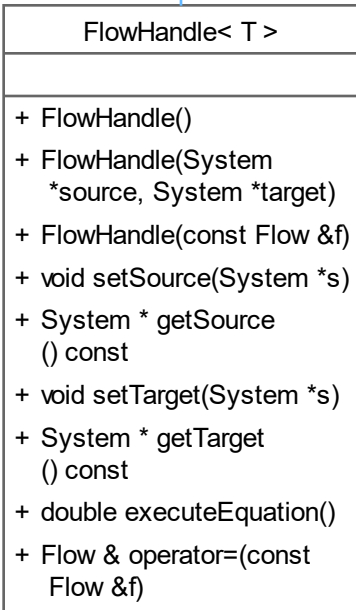 FlowHandle< T >
+ FlowHandle()
+ FlowHandle(System
*source, System *target)
+ FlowHandle(const Flow &f)
+ void setSource(System *s)
+ System * getSource
() const
+ void setTarget(System *s)
+ System * getTarget
() const
+ double executeEquation()
+ Flow & operator=(const
Flow &f)